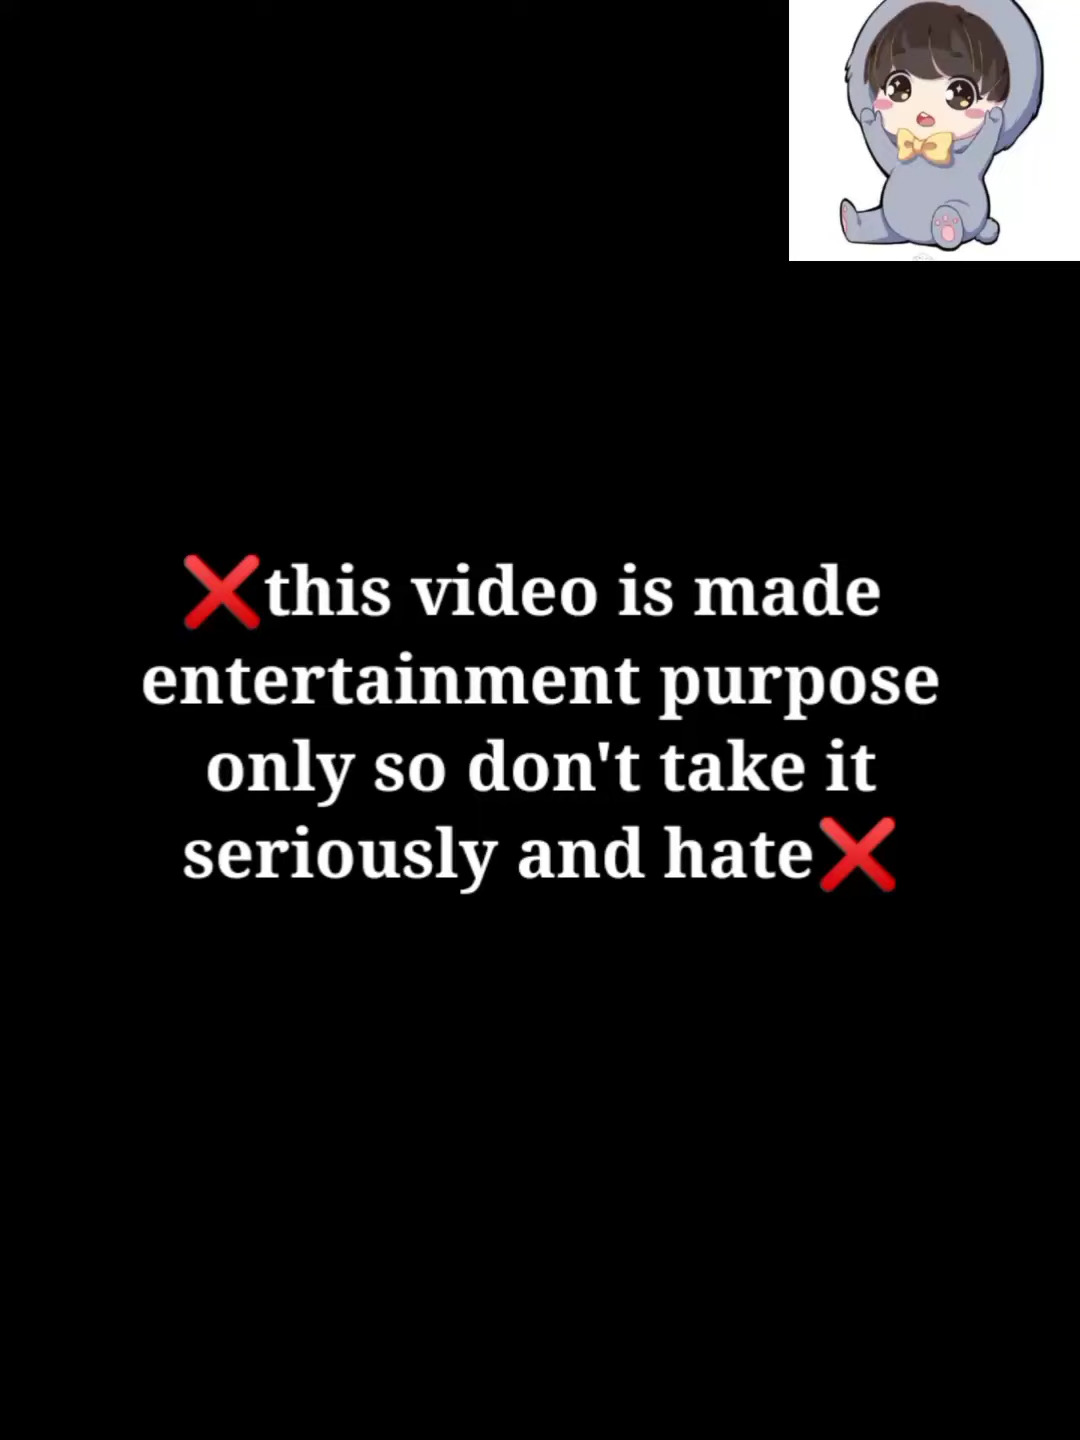 ❌this video is made
entertainment purpose
only so don't take it
seriously and hate❌